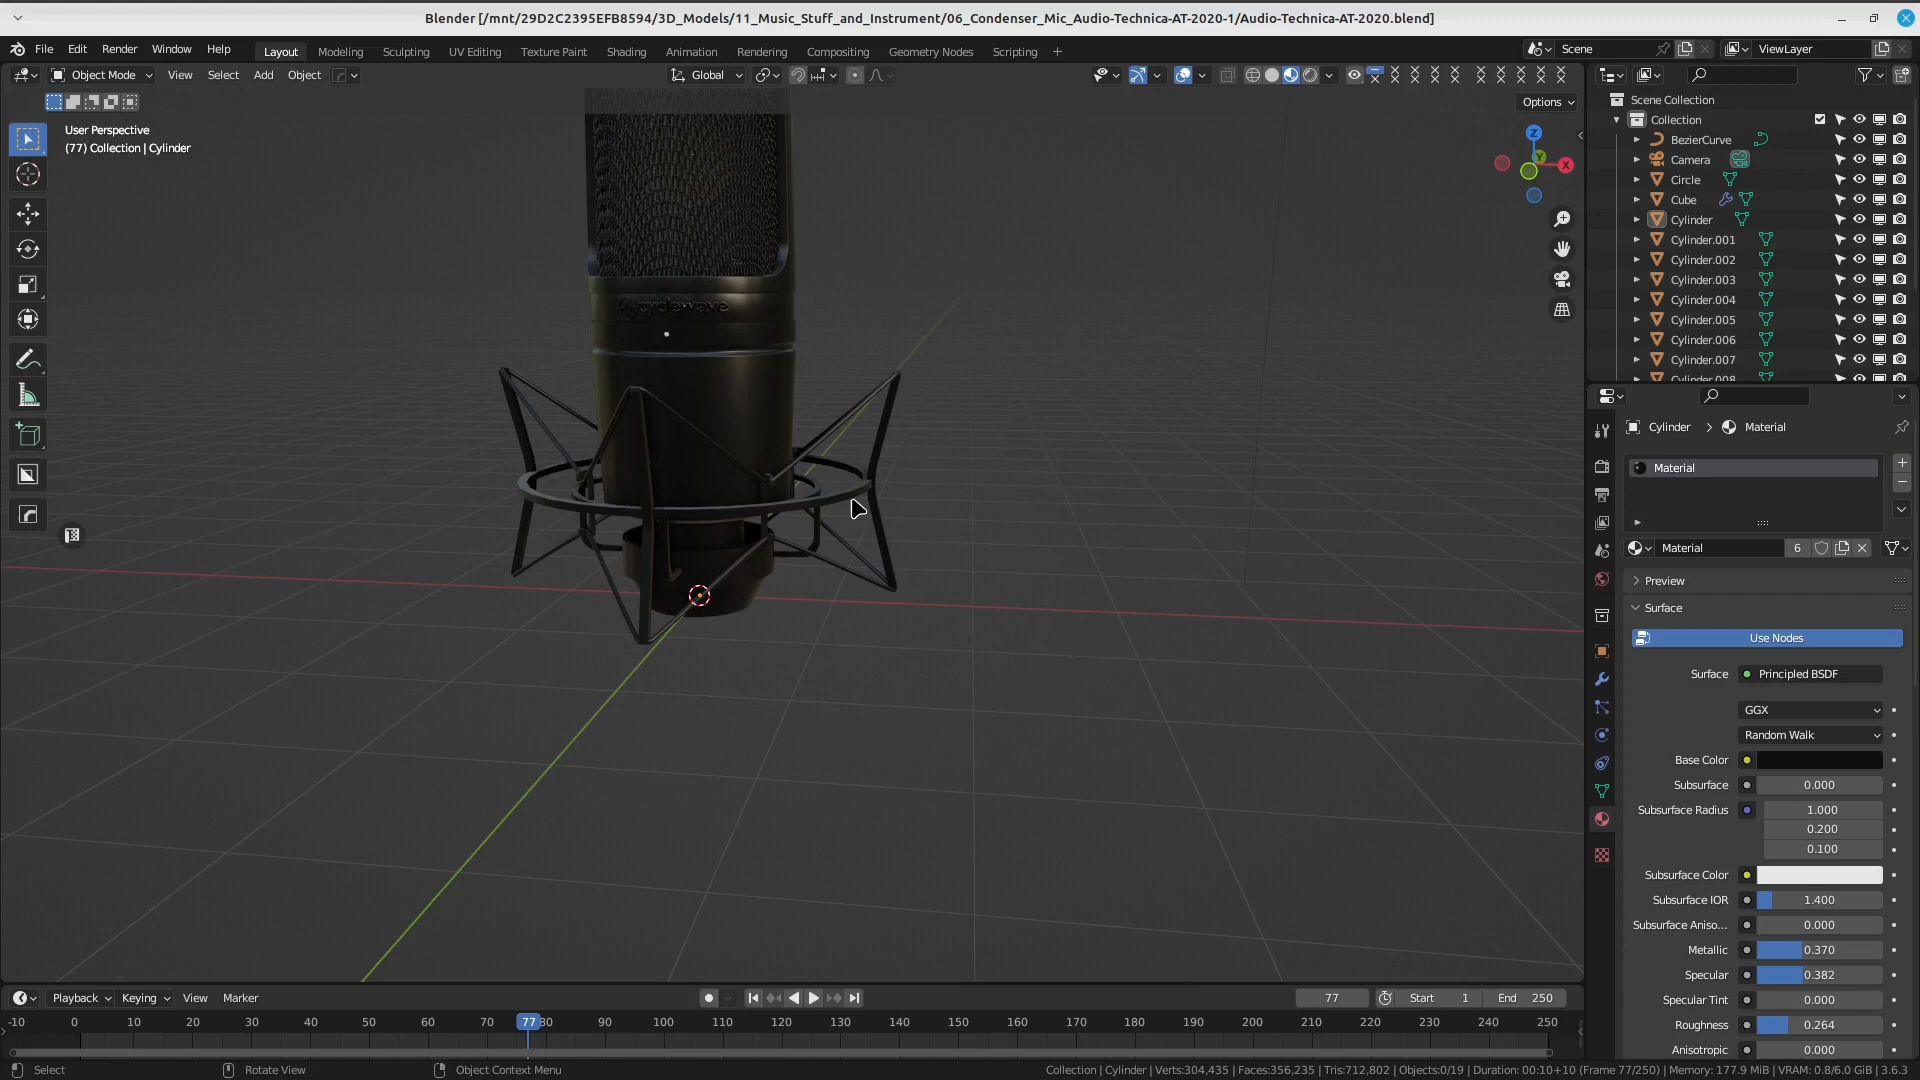 Blender [/mnt/29D2C2395EFB8594/3D_Models/11_Music_Stuff_and_Instrument/06_Condenser_Mic_Audio-Technica-AT-2020-1/Audio-Technica-AT-2020.blend]
File Edit Render Window Help Layout Modeling Sculpting UV Editing Texture Paint Shading Animation Rendering Compositing Geometry Nodes Scripting + Scene ViewLayer
Object Mode View Select Add Object Global
Options
User Perspective
(77) Collection | Cylinder
Z
Y
X
cyclewave
Scene Collection
Collection
BezierCurve
Camera
Circle
Cube
Cylinder
Cylinder.001
Cylinder.002
Cylinder.003
Cylinder.004
Cylinder.005
Cylinder.006
Cylinder.007
Cylinder.008
Cylinder > Material
Material
Material 6
Preview
Surface
Use Nodes
Surface Principled BSDF
GGX
Random Walk
Base Color
Subsurface 0.000
Subsurface Radius 1.000
0.200
0.100
Subsurface Color
Subsurface IOR 1.400
Subsurface Aniso... 0.000
Metallic 0.370
Specular 0.382
Specular Tint 0.000
Roughness 0.264
Anisotropic 0.000
Playback Keying View Marker 77 Start 1 End 250
-10 0 10 20 30 40 50 60 70 77 80 90 100 110 120 130 140 150 160 170 180 190 200 210 220 230 240 250
Select Rotate View Object Context Menu Collection | Cylinder | Verts:304,435 | Faces:356,235 | Tris:712,802 | Objects:0/19 | Duration: 00:10+10 (Frame 77/250) | Memory: 177.9 MiB | VRAM: 0.8/6.0 GiB | 3.6.3